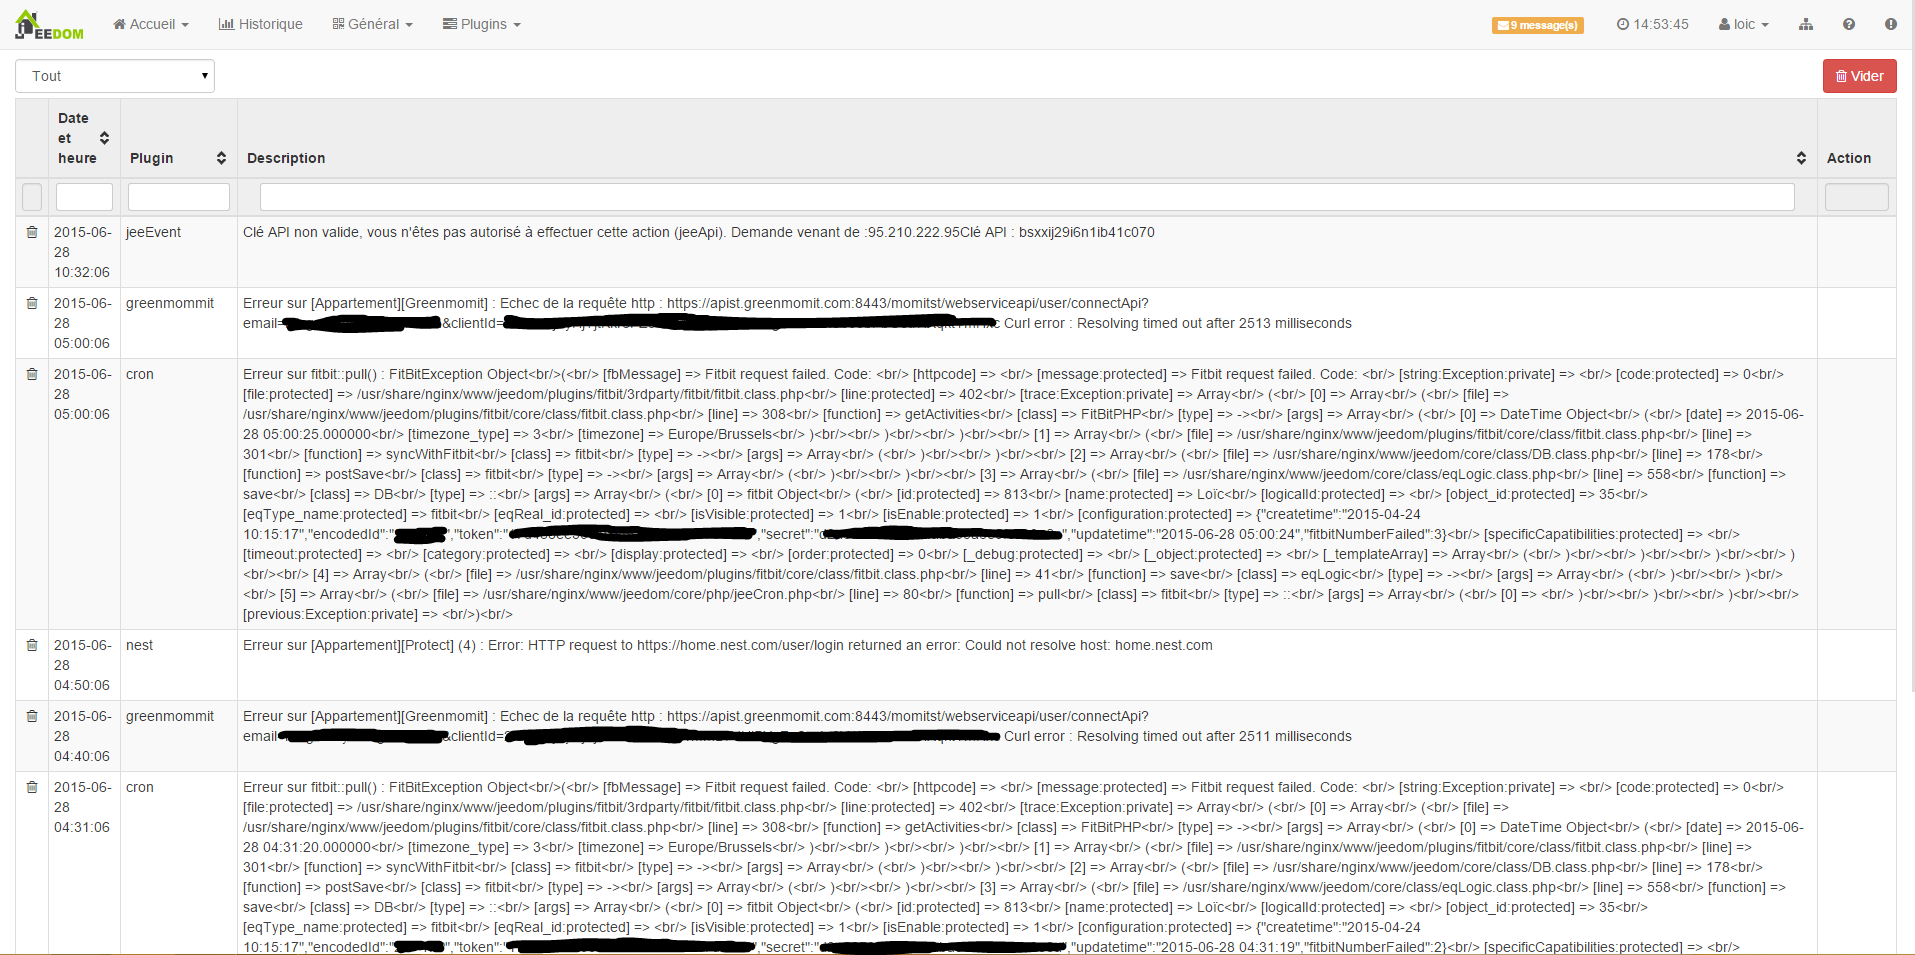 JEEDOM Accueil Historique Général Plugins 9 message(s) 14:53:45 loic
Tout Vider
Date
et
heure Plugin Description Action
2015-06- jeeEvent Clé API non valide, vous n'êtes pas autorisé à effectuer cette action (jeeApi). Demande venant de :95.210.222.95Clé API : bsxxij29i6n1ib41c070
28
10:32:06
2015-06- greenmommit Erreur sur [Appartement][Greenmomit] : Echec de la requête http : https://apist.greenmomit.com:8443/momitst/webserviceapi/user/connectApi?
28 email= &clientId= Curl error : Resolving timed out after 2513 milliseconds
05:00:06
2015-06- cron Erreur sur fitbit::pull() : FitBitException Object<br/>(<br/> [fbMessage] => Fitbit request failed. Code: <br/> [httpcode] => <br/> [message:protected] => Fitbit request failed. Code: <br/> [string:Exception:private] => <br/> [code:protected] => 0<br/>
28 [file:protected] => /usr/share/nginx/www/jeedom/plugins/fitbit/3rdparty/fitbit/fitbit.class.php<br/> [line:protected] => 402<br/> [trace:Exception:private] => Array<br/> (<br/> [0] => Array<br/> (<br/> [file] =>
05:00:06 /usr/share/nginx/www/jeedom/plugins/fitbit/core/class/fitbit.class.php<br/> [line] => 308<br/> [function] => getActivities<br/> [class] => FitBitPHP<br/> [type] => -><br/> [args] => Array<br/> (<br/> [0] => DateTime Object<br/> (<br/> [date] => 2015-06-
28 05:00:25.000000<br/> [timezone_type] => 3<br/> [timezone] => Europe/Brussels<br/> )<br/><br/> )<br/><br/> )<br/><br/> [1] => Array<br/> (<br/> [file] => /usr/share/nginx/www/jeedom/plugins/fitbit/core/class/fitbit.class.php<br/> [line] =>
301<br/> [function] => syncWithFitbit<br/> [class] => fitbit<br/> [type] => -><br/> [args] => Array<br/> (<br/> )<br/><br/> )<br/><br/> [2] => Array<br/> (<br/> [file] => /usr/share/nginx/www/jeedom/core/class/DB.class.php<br/> [line] => 178<br/>
[function] => postSave<br/> [class] => fitbit<br/> [type] => -><br/> [args] => Array<br/> (<br/> )<br/><br/> )<br/><br/> [3] => Array<br/> (<br/> [file] => /usr/share/nginx/www/jeedom/core/class/eqLogic.class.php<br/> [line] => 558<br/> [function] =>
save<br/> [class] => DB<br/> [type] => ::<br/> [args] => Array<br/> (<br/> [0] => fitbit Object<br/> (<br/> [id:protected] => 813<br/> [name:protected] => Loïc<br/> [logicalId:protected] => <br/> [object_id:protected] => 35<br/>
[eqType_name:protected] => fitbit<br/> [eqReal_id:protected] => <br/> [isVisible:protected] => 1<br/> [isEnable:protected] => 1<br/> [configuration:protected] => {"createtime":"2015-04-24
10:15:17","encodedId":" ","token":" ","secret":" ","updatetime":"2015-06-28 05:00:24","fitbitNumberFailed":3}<br/> [specificCapabilities:protected] => <br/>
[timeout:protected] => <br/> [category:protected] => <br/> [display:protected] => <br/> [order:protected] => 0<br/> [_debug:protected] => <br/> [_object:protected] => <br/> [_templateArray] => Array<br/> (<br/> )<br/><br/> )<br/><br/> )<br/><br/> )
<br/><br/> [4] => Array<br/> (<br/> [file] => /usr/share/nginx/www/jeedom/plugins/fitbit/core/class/fitbit.class.php<br/> [line] => 41<br/> [function] => save<br/> [class] => eqLogic<br/> [type] => -><br/> [args] => Array<br/> (<br/> )<br/><br/> )<br/>
<br/> [5] => Array<br/> (<br/> [file] => /usr/share/nginx/www/jeedom/core/php/jeeCron.php<br/> [line] => 80<br/> [function] => pull<br/> [class] => fitbit<br/> [type] => ::<br/> [args] => Array<br/> (<br/> [0] => <br/> )<br/><br/> )<br/><br/> )<br/><br/>
[previous:Exception:private] => <br/>)<br/>
2015-06- nest Erreur sur [Appartement][Protect] (4) : Error: HTTP request to https://home.nest.com/user/login returned an error: Could not resolve host: home.nest.com
28
04:50:06
2015-06- greenmommit Erreur sur [Appartement][Greenmomit] : Echec de la requête http : https://apist.greenmomit.com:8443/momitst/webserviceapi/user/connectApi?
28 email &clientId= Curl error : Resolving timed out after 2511 milliseconds
04:40:06
2015-06- cron Erreur sur fitbit::pull() : FitBitException Object<br/>(<br/> [fbMessage] => Fitbit request failed. Code: <br/> [httpcode] => <br/> [message:protected] => Fitbit request failed. Code: <br/> [string:Exception:private] => <br/> [code:protected] => 0<br/>
28 [file:protected] => /usr/share/nginx/www/jeedom/plugins/fitbit/3rdparty/fitbit/fitbit.class.php<br/> [line:protected] => 402<br/> [trace:Exception:private] => Array<br/> (<br/> [0] => Array<br/> (<br/> [file] =>
04:31:06 /usr/share/nginx/www/jeedom/plugins/fitbit/core/class/fitbit.class.php<br/> [line] => 308<br/> [function] => getActivities<br/> [class] => FitBitPHP<br/> [type] => -><br/> [args] => Array<br/> (<br/> [0] => DateTime Object<br/> (<br/> [date] => 2015-06-
28 04:31:20.000000<br/> [timezone_type] => 3<br/> [timezone] => Europe/Brussels<br/> )<br/><br/> )<br/><br/> )<br/><br/> [1] => Array<br/> (<br/> [file] => /usr/share/nginx/www/jeedom/plugins/fitbit/core/class/fitbit.class.php<br/> [line] =>
301<br/> [function] => syncWithFitbit<br/> [class] => fitbit<br/> [type] => -><br/> [args] => Array<br/> (<br/> )<br/><br/> )<br/><br/> [2] => Array<br/> (<br/> [file] => /usr/share/nginx/www/jeedom/core/class/DB.class.php<br/> [line] => 178<br/>
[function] => postSave<br/> [class] => fitbit<br/> [type] => -><br/> [args] => Array<br/> (<br/> )<br/><br/> )<br/><br/> [3] => Array<br/> (<br/> [file] => /usr/share/nginx/www/jeedom/core/class/eqLogic.class.php<br/> [line] => 558<br/> [function] =>
save<br/> [class] => DB<br/> [type] => ::<br/> [args] => Array<br/> (<br/> [0] => fitbit Object<br/> (<br/> [id:protected] => 813<br/> [name:protected] => Loïc<br/> [logicalId:protected] => <br/> [object_id:protected] => 35<br/>
[eqType_name:protected] => fitbit<br/> [eqReal_id:protected] => <br/> [isVisible:protected] => 1<br/> [isEnable:protected] => 1<br/> [configuration:protected] => {"createtime":"2015-04-24
10:15:17","encodedId":" ","token":" ","secret":" ","updatetime":"2015-06-28 04:31:19","fitbitNumberFailed":2}<br/> [specificCapabilities:protected] => <br/>